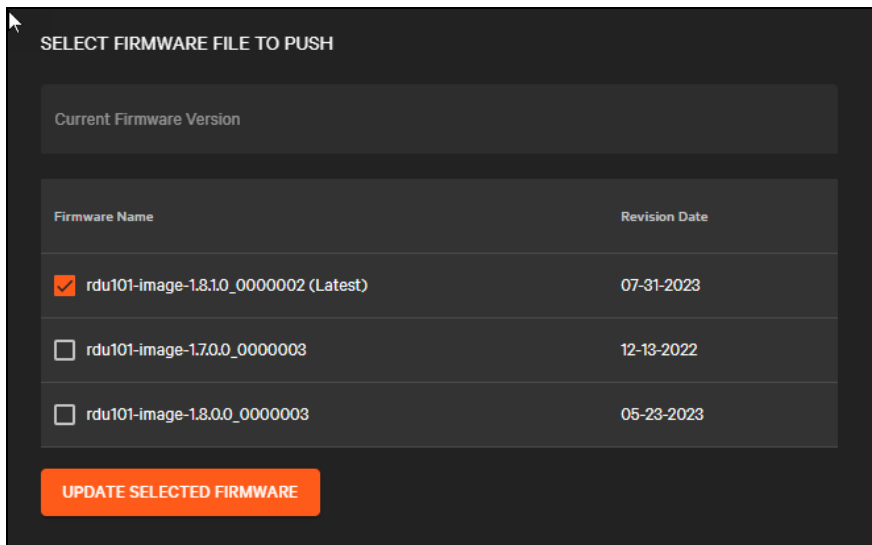 SELECT FIRMWARE FILE TO PUSH
Current Firmware Version
Firmware Name Revision Date
rdu101-image-1.8.1.0_0000002 (Latest) 07-31-2023
rdu101-image-1.7.0.0_0000003 12-13-2022
rdu101-image-1.8.0.0_0000003 05-23-2023
UPDATE SELECTED FIRMWARE